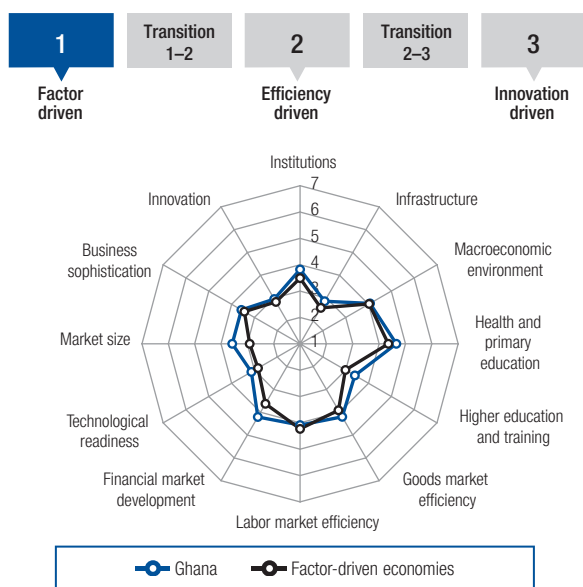 1
Transition
1–2
2
Transition
2–3
3
Factor
driven
Efficiency
driven
Innovation
driven
Institutions
Infrastructure
Macroeconomic
environment
Health and
primary
education
Higher education
and training
Goods market
efficiency
Labor market efficiency
Financial market
development
Technological
readiness
Market size
Business
sophistication
Innovation
7
6
5
4
3
2
1
Ghana
Factor-driven economies